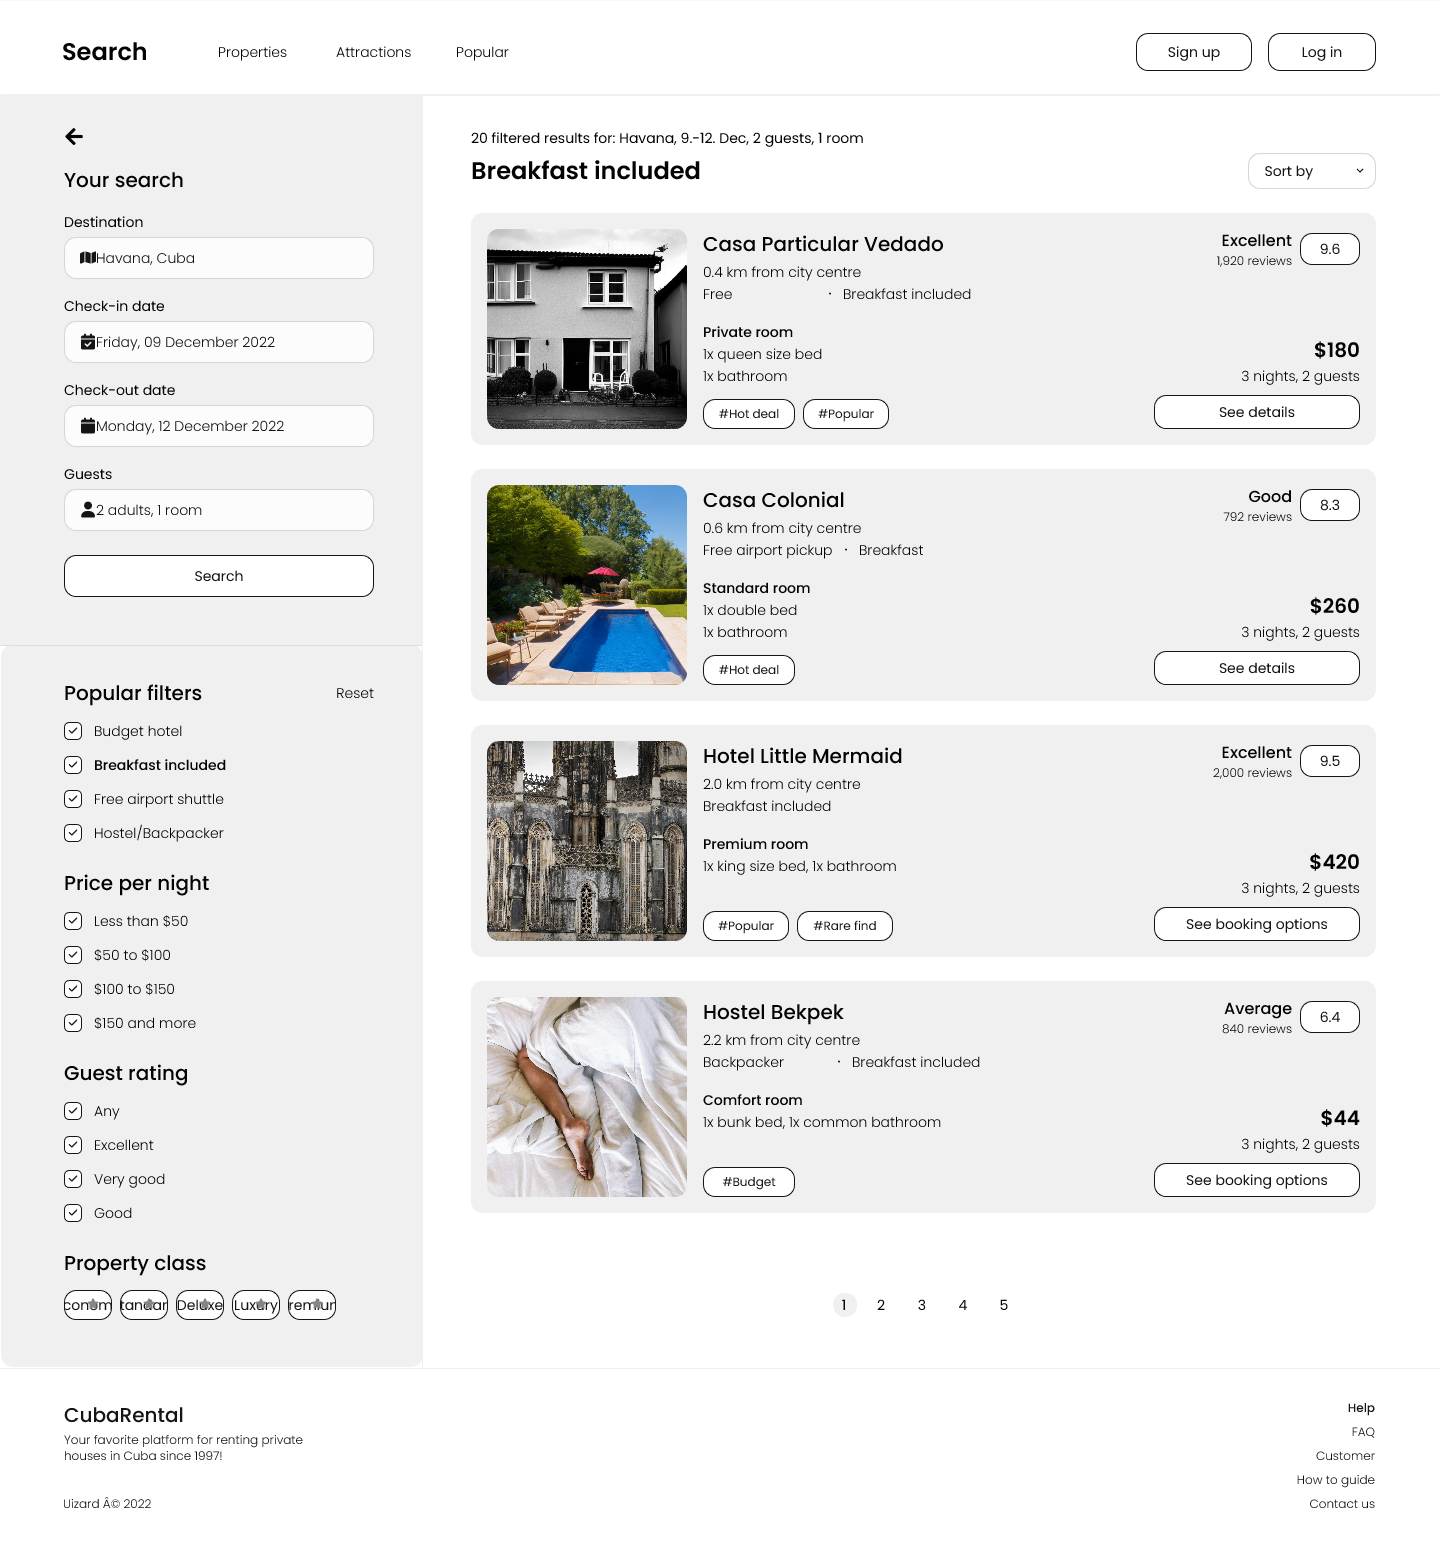 Search
Properties
Attractions
Popular
Sign up
Log in
Your search
Destination
Havana, Cuba
Check-in date
Friday, 09 December 2022
Check-out date
Monday, 12 December 2022
Guests
2 adults, 1 room
Search
Popular filters
Reset
Budget hotel
Breakfast included
Free airport shuttle
Hostel/Backpacker
Price per night
Less than $50
$50 to $100
$100 to $150
$150 and more
Guest rating
Any
Excellent
Very good
Good
Property class
conom
tandar
Deluxe
Luxury
remiur
20 filtered results for: Havana, 9.-12. Dec, 2 guests, 1 room
Breakfast included
Sort by
Casa Particular Vedado
0.4 km from city centre
Free · Breakfast included
Private room
1x queen size bed
1x bathroom
#Hot deal
#Popular
Excellent
1,920 reviews
9.6
$180
3 nights, 2 guests
See details
Casa Colonial
0.6 km from city centre
Free airport pickup · Breakfast
Standard room
1x double bed
1x bathroom
#Hot deal
Good
792 reviews
8.3
$260
3 nights, 2 guests
See details
Hotel Little Mermaid
2.0 km from city centre
Breakfast included
Premium room
1x king size bed, 1x bathroom
#Popular
#Rare find
Excellent
2,000 reviews
9.5
$420
3 nights, 2 guests
See booking options
Hostel Bekpek
2.2 km from city centre
Backpacker · Breakfast included
Comfort room
1x bunk bed, 1x common bathroom
#Budget
Average
840 reviews
6.4
$44
3 nights, 2 guests
See booking options
1 2 3 4 5
CubaRental
Your favorite platform for renting private
houses in Cuba since 1997!
Uizard Â© 2022
Help
FAQ
Customer
How to guide
Contact us